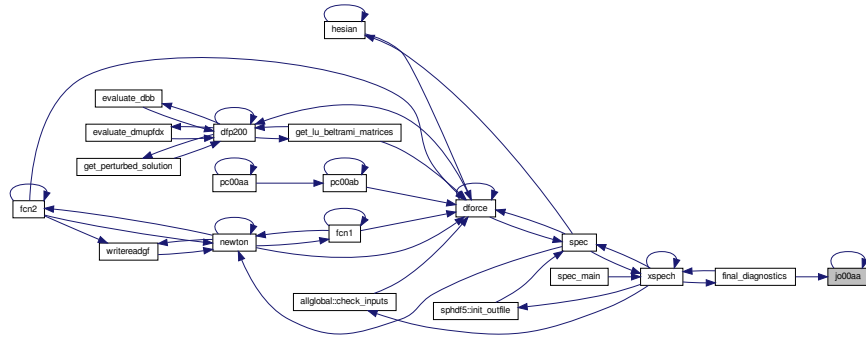 hesian
evaluate_dbb
evaluate_dmupfdx
dfp200
get_lu_beltrami_matrices
get_perturbed_solution
pc00aa
pc00ab
fcn2
dforce
fcn1
newton
spec
writereadgf
spec_main
xspech
final_diagnostics
jo00aa
allglobal::check_inputs
sphdf5::init_outfile